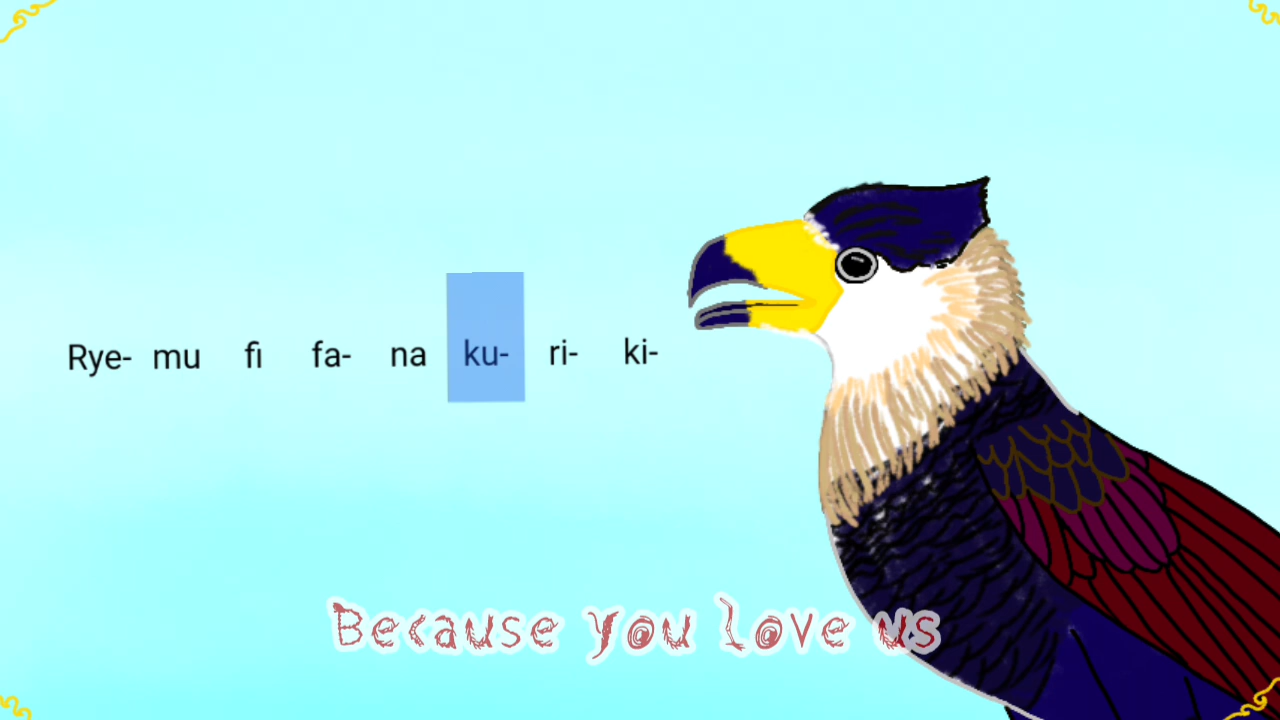 Rye- mu fi fa- na ku- ri- ki-
Because you love us